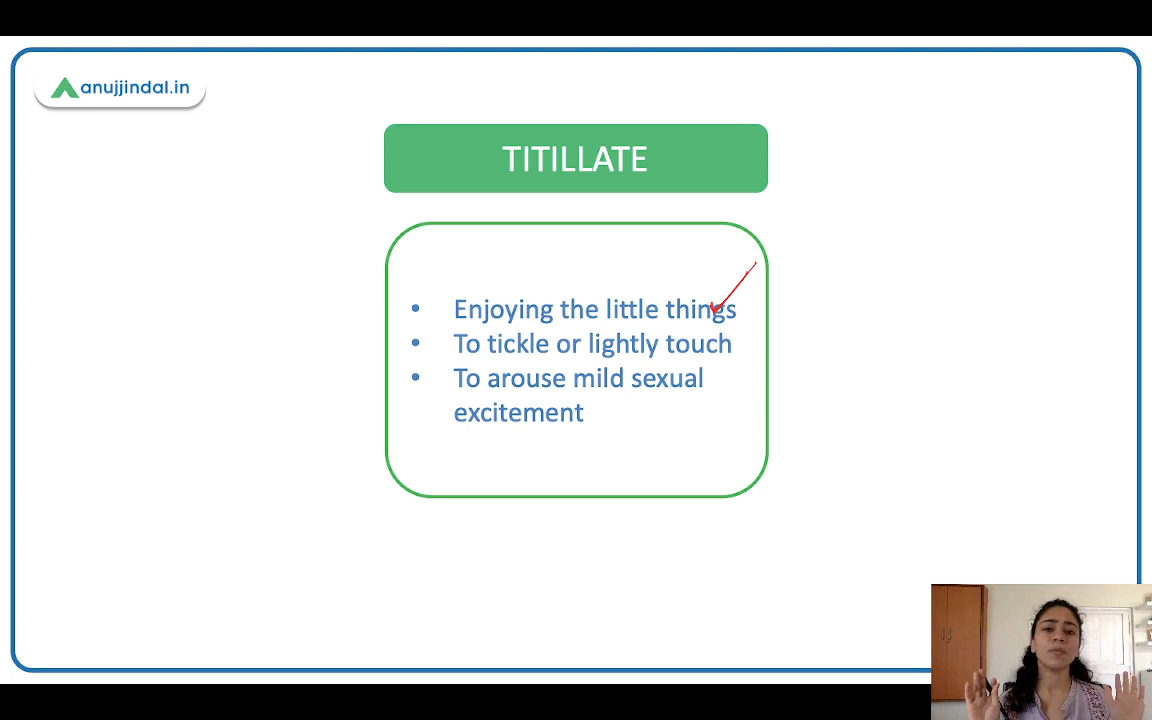 anujjindal.in
TITILLATE
• Enjoying the little things
• To tickle or lightly touch
• To arouse mild sexual
excitement